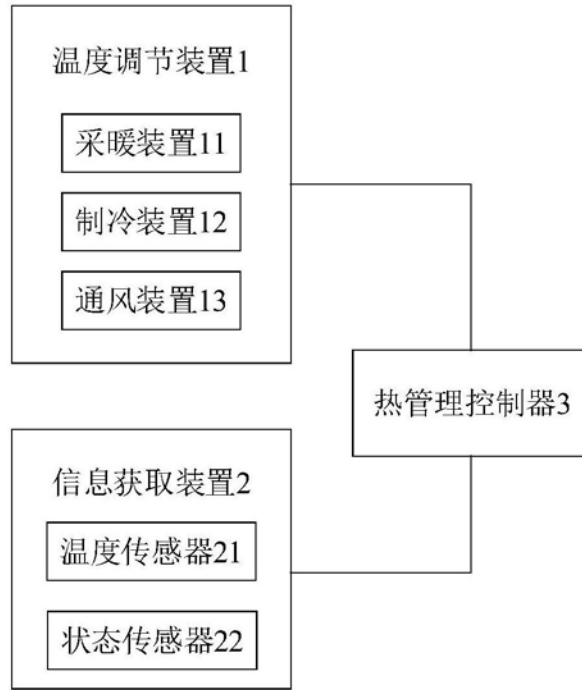 温度调节装置1
采暖装置11
制冷装置12
通风装置13
热管理控制器3
信息获取装置2
温度传感器21
状态传感器22